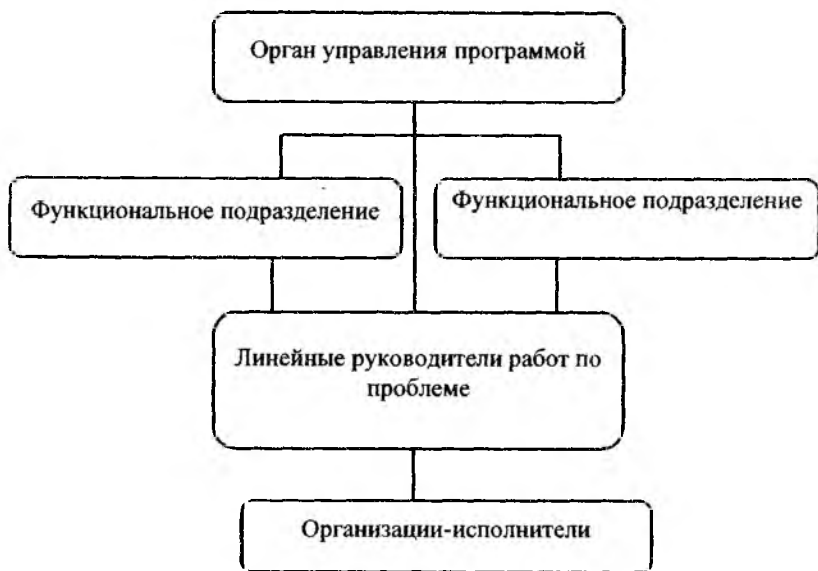 Орган управления программой
Функциональное подразделение
Функциональное подразделение
Линейные руководители работ по
проблеме
Организации-исполнители